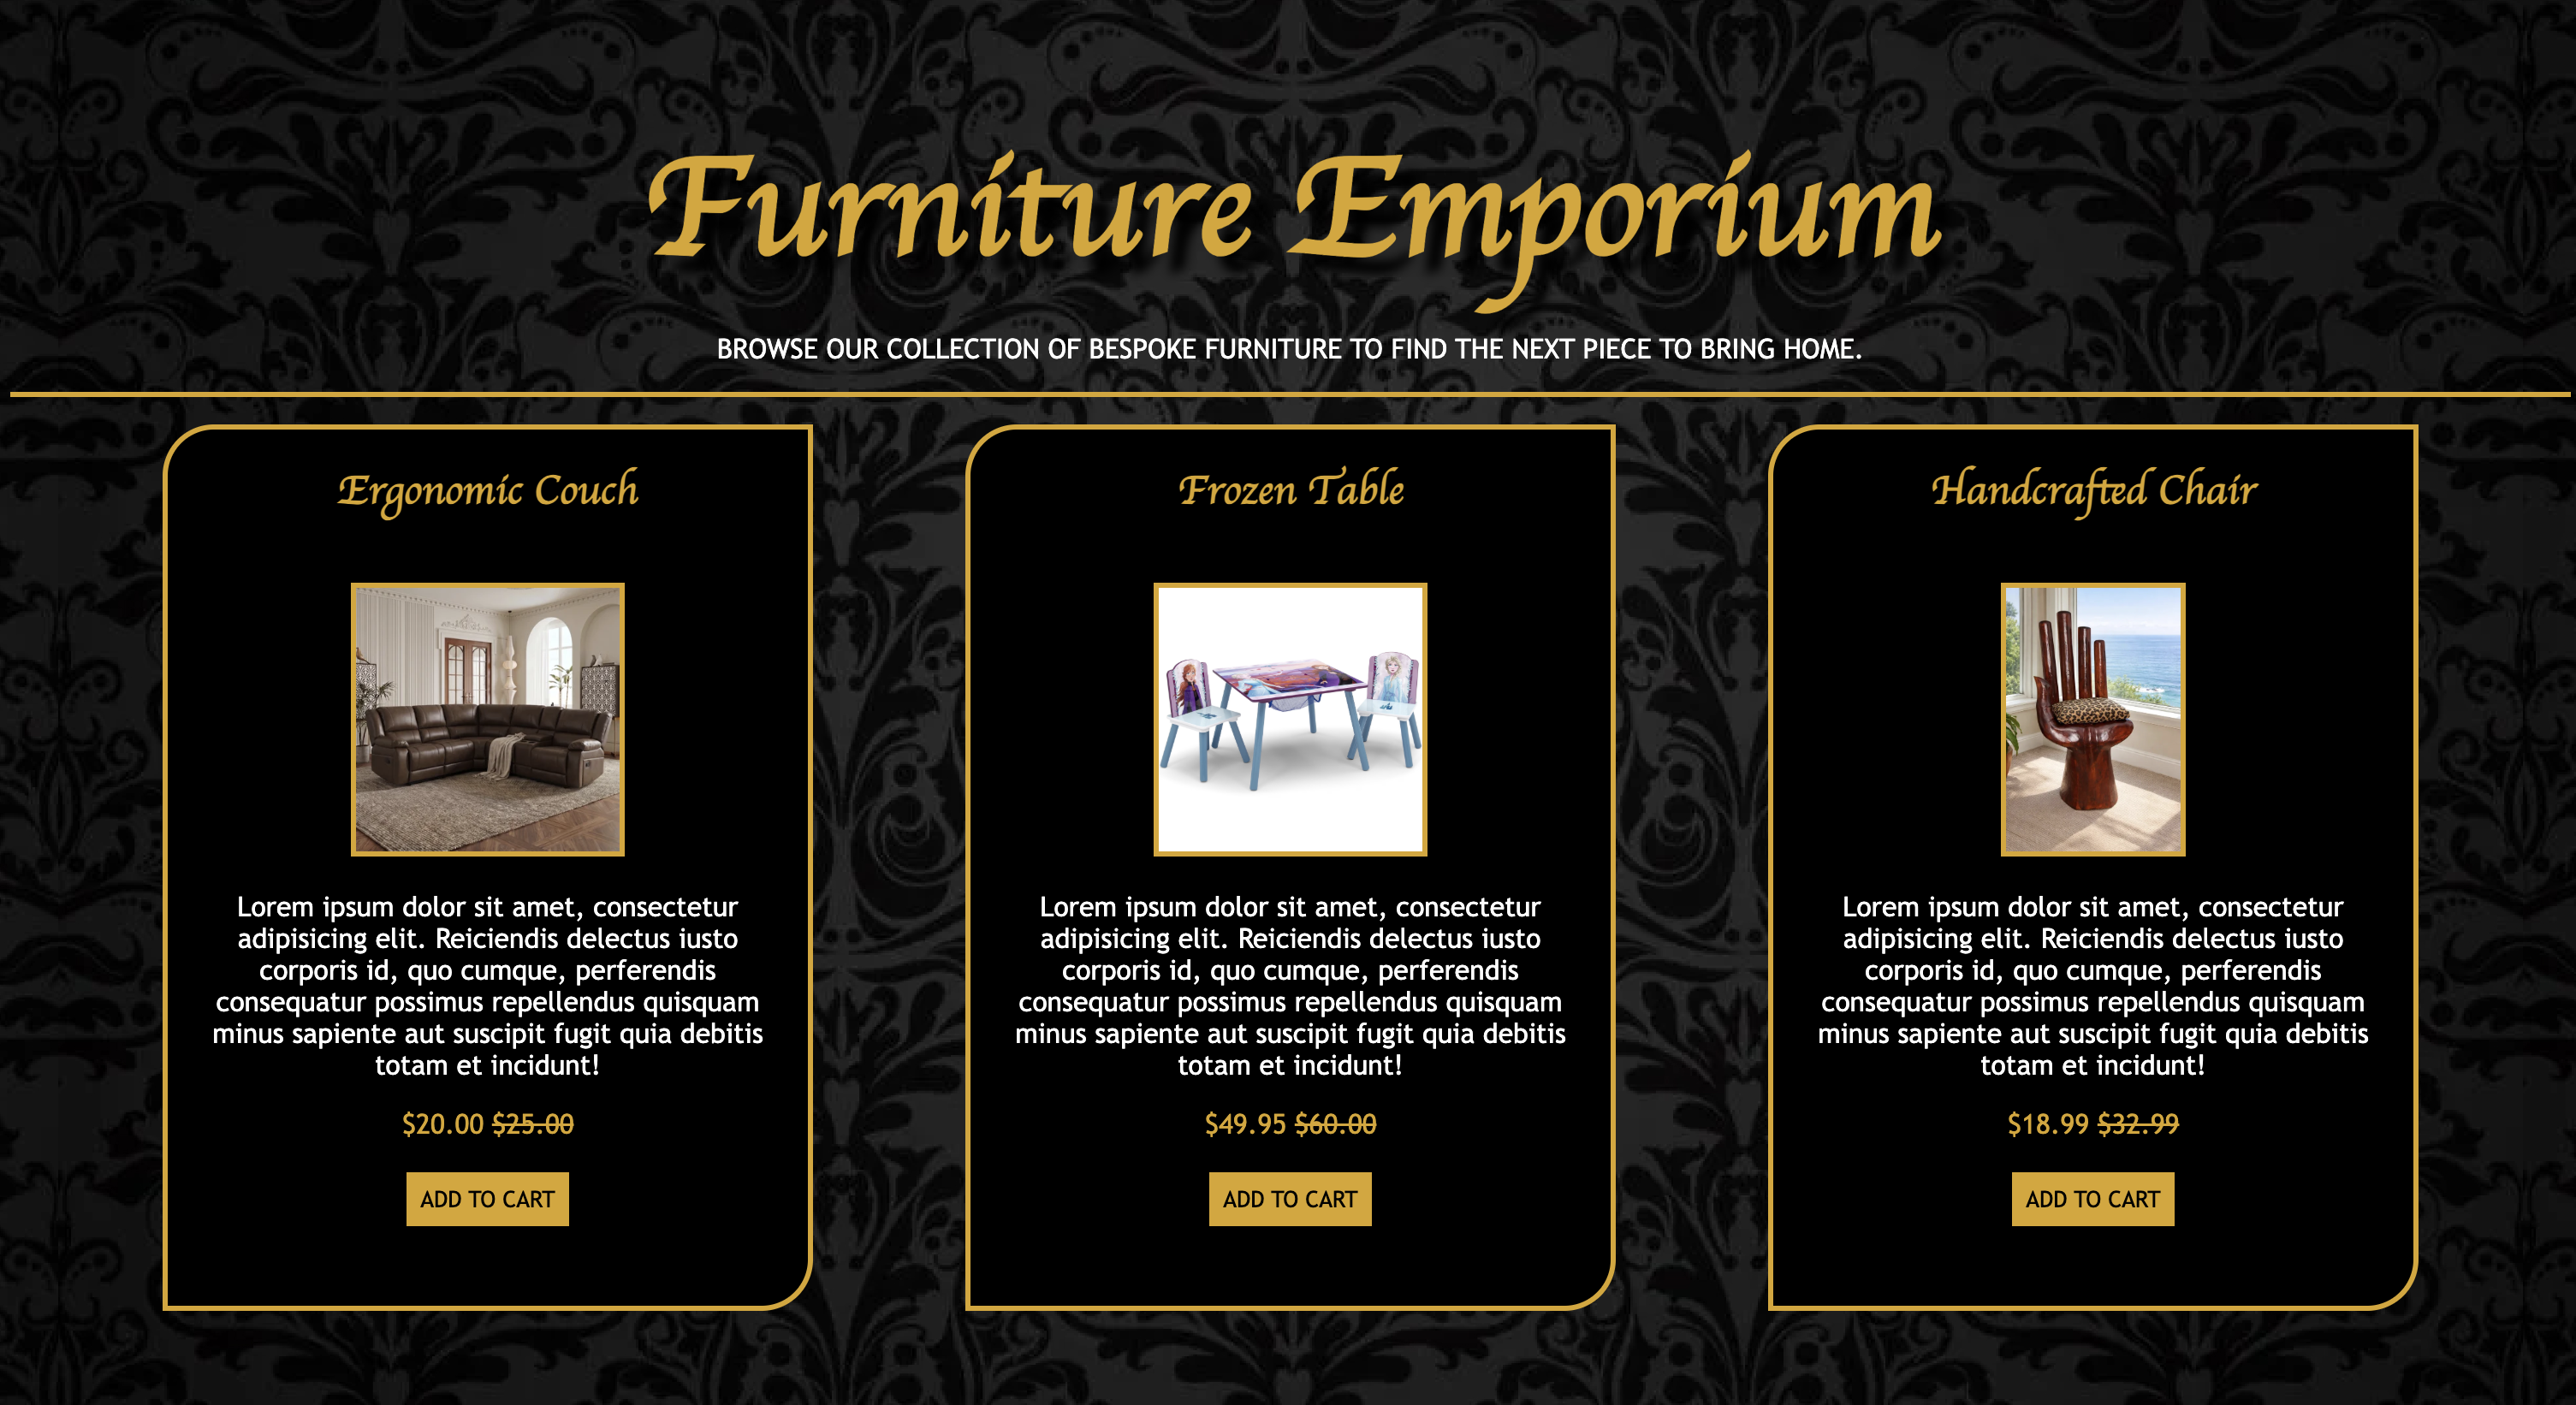 Furniture Emporium
BROWSE OUR COLLECTION OF BESPOKE FURNITURE TO FIND THE NEXT PIECE TO BRING HOME.
Ergonomic Couch
Lorem ipsum dolor sit amet, consectetur
adipisicing elit. Reiciendis delectus iusto
corporis id, quo cumque, perferendis
consequatur possimus repellendus quisquam
minus sapiente aut suscipit fugit quia debitis
totam et incidunt!
$20.00 $25.00
ADD TO CART
Frozen Table
Lorem ipsum dolor sit amet, consectetur
adipisicing elit. Reiciendis delectus iusto
corporis id, quo cumque, perferendis
consequatur possimus repellendus quisquam
minus sapiente aut suscipit fugit quia debitis
totam et incidunt!
$49.95 $60.00
ADD TO CART
Handcrafted Chair
Lorem ipsum dolor sit amet, consectetur
adipisicing elit. Reiciendis delectus iusto
corporis id, quo cumque, perferendis
consequatur possimus repellendus quisquam
minus sapiente aut suscipit fugit quia debitis
totam et incidunt!
$18.99 $32.99
ADD TO CART